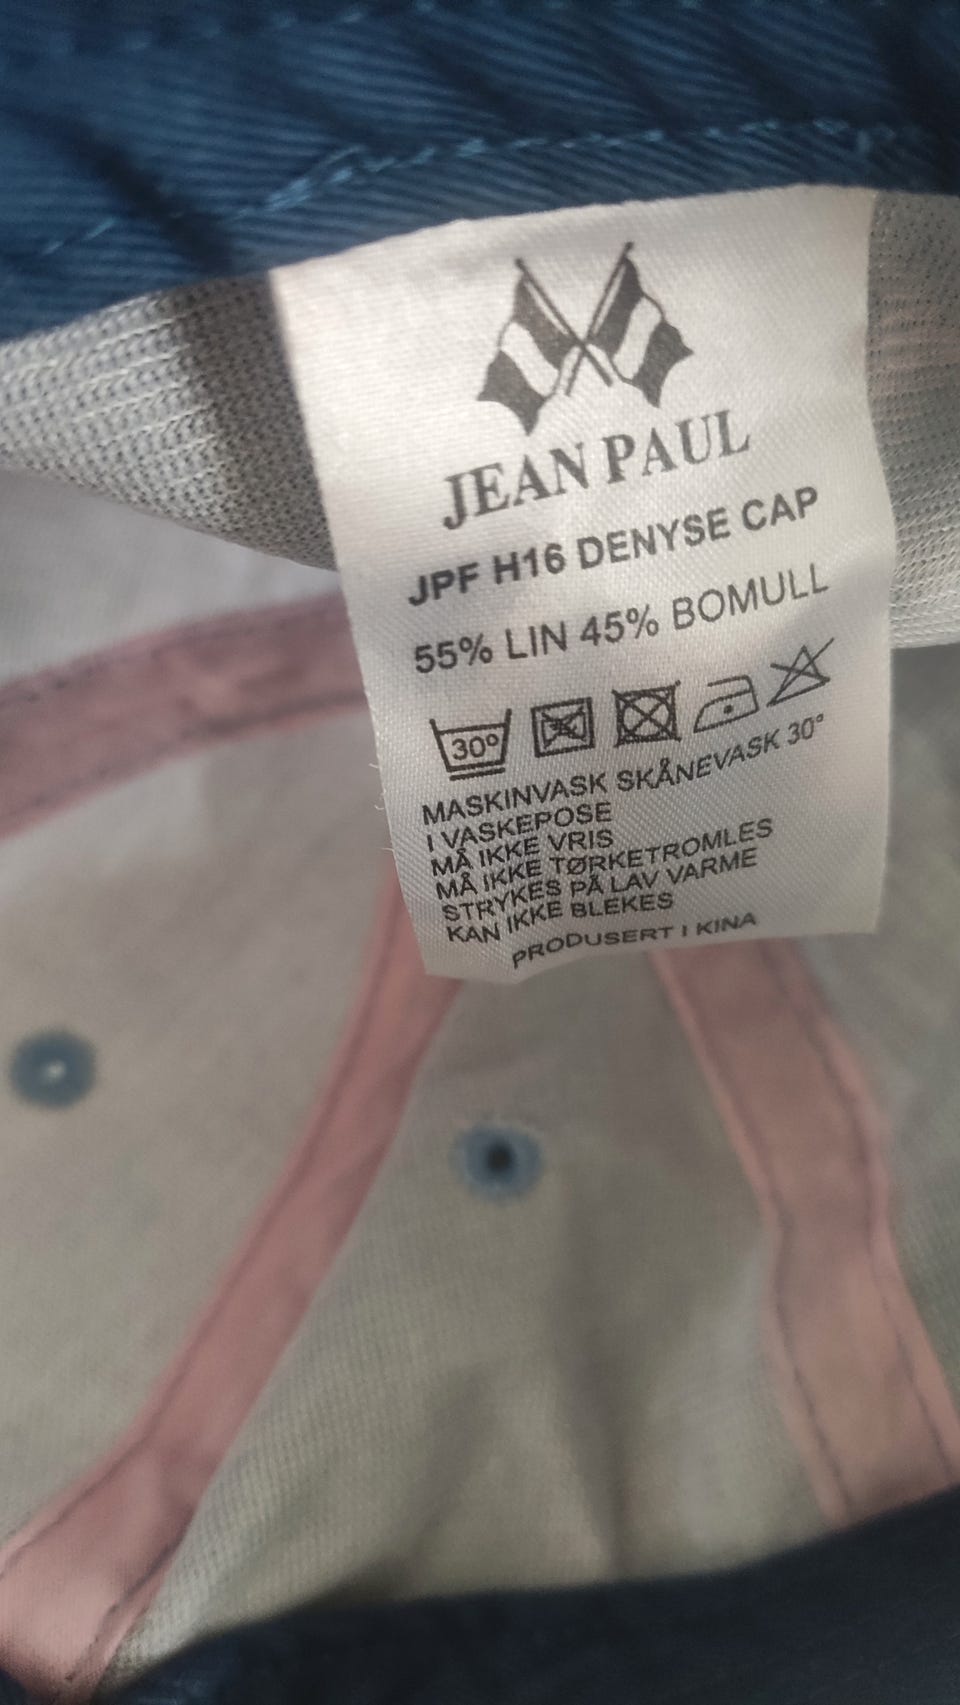 JEAN PAUL
JPF H16 DENYSE CAP
55% LIN 45% BOMULL
30°
MASKINVASK SKÅNEVASK 30°
I VASKEPOSE
MÅ IKKE VRIS
MÅ IKKE TØRKETROMLES
STRYKES PÅ LAV VARME
KAN IKKE BLEKES
PRODUSERT I KINA